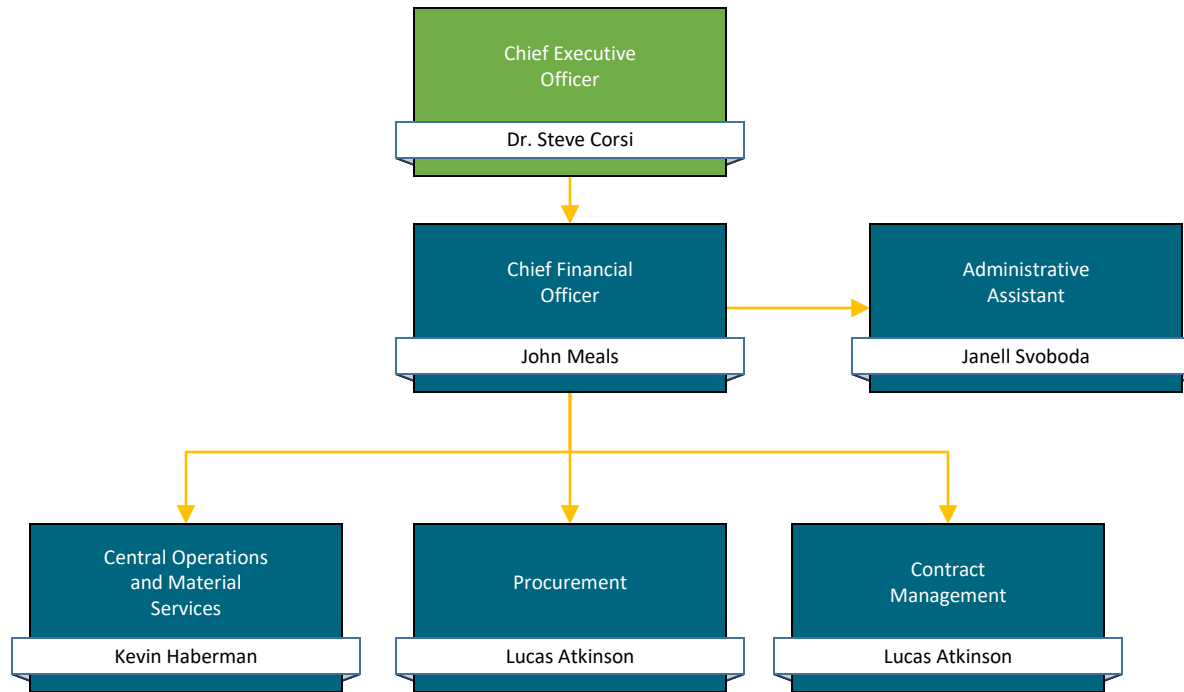 Chief Executive
Officer
Dr. Steve Corsi
Chief Financial
Officer
John Meals
Administrative
Assistant
Janell Svoboda
Central Operations
and Material
Services
Kevin Haberman
Procurement
Lucas Atkinson
Contract
Management
Lucas Atkinson